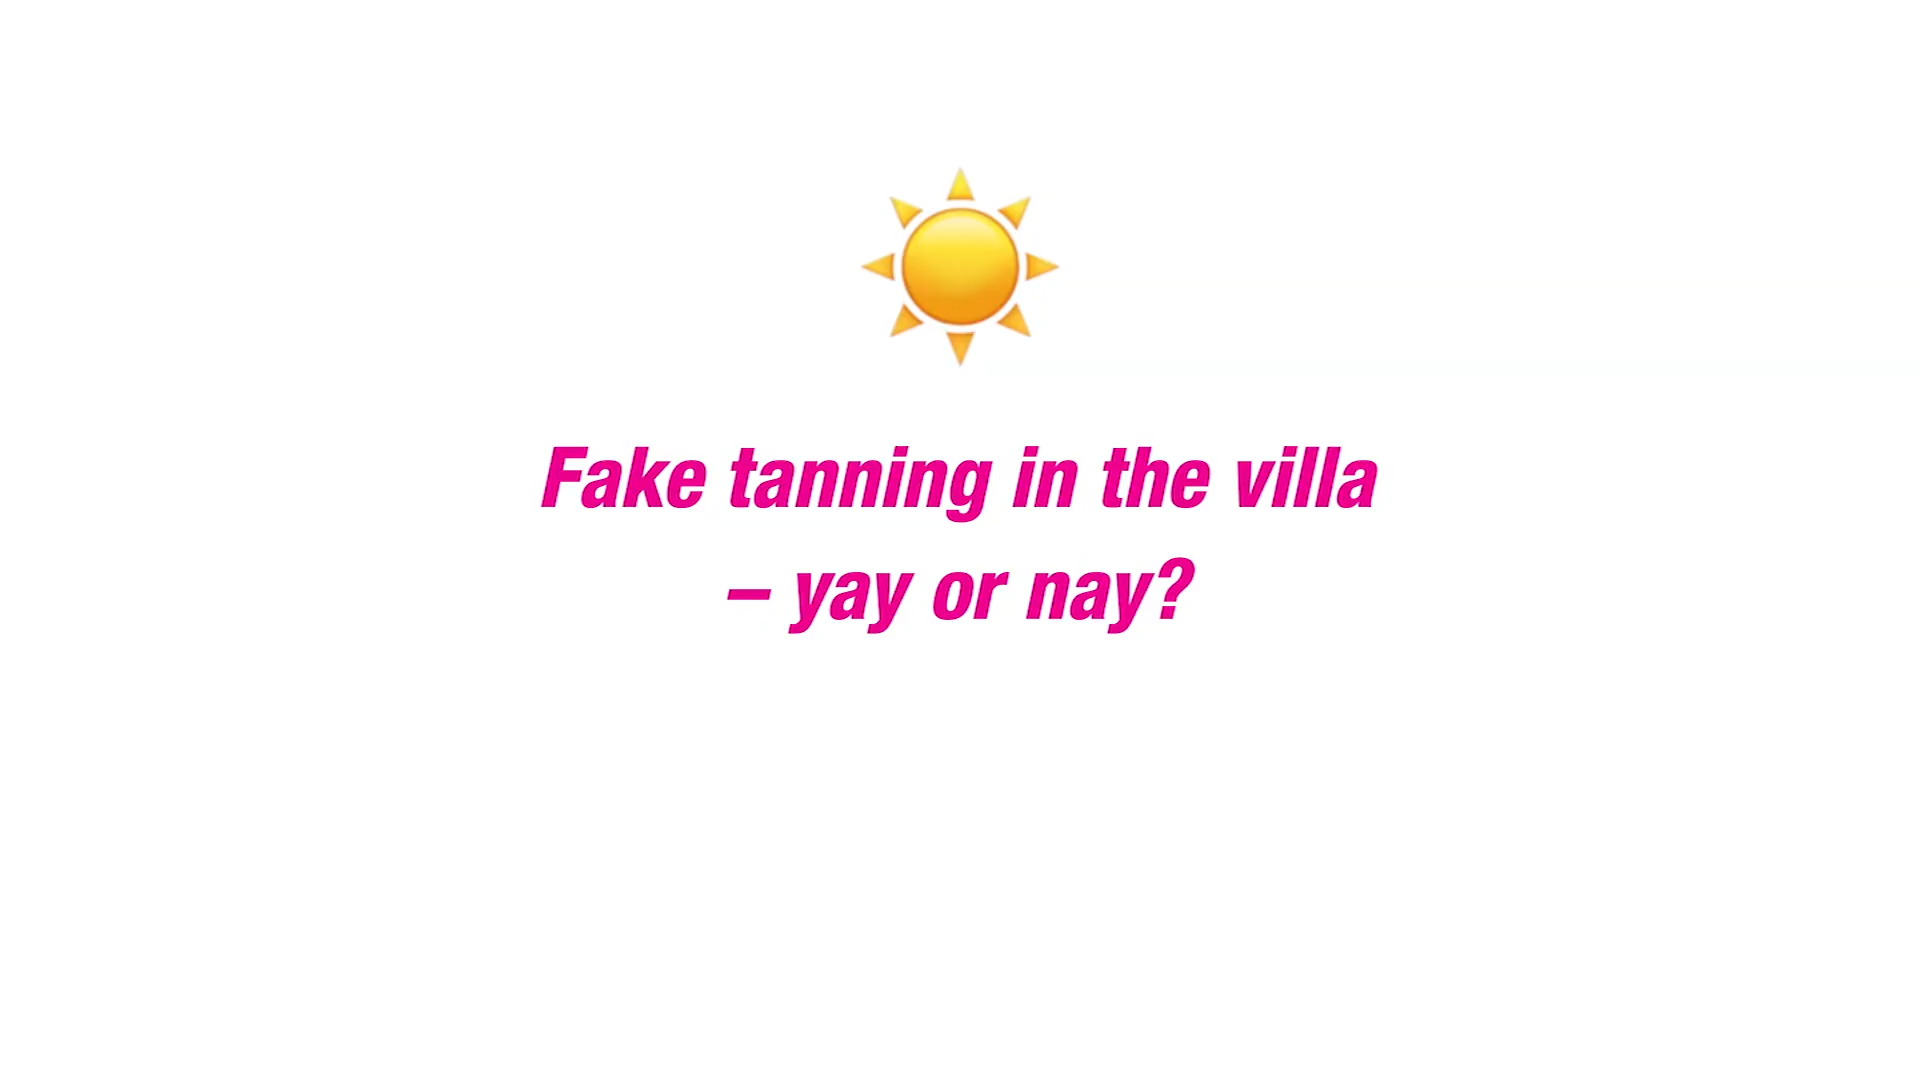 Fake tanning in the villa
– yay or nay?